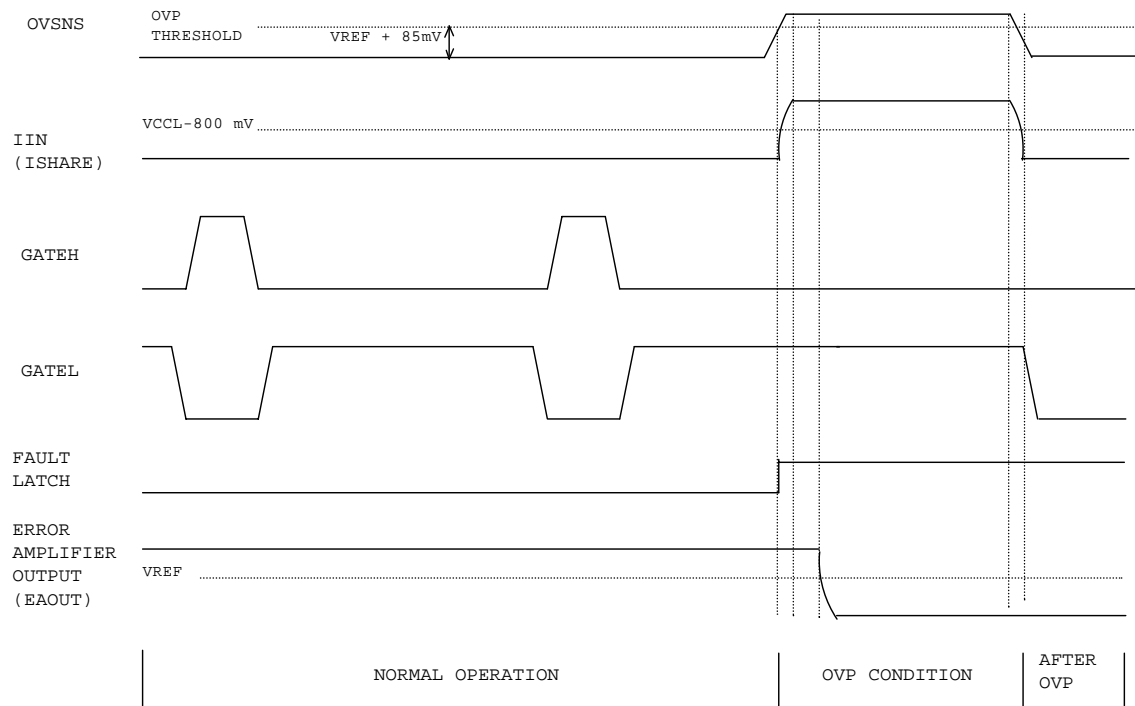 OVSNS
OVP
THRESHOLD
VREF + 85mV
VCCL-800 mV
IIN
(ISHARE)
GATEH
GATEL
FAULT
LATCH
ERROR
AMPLIFIER
OUTPUT
(EAOUT)
VREF
NORMAL OPERATION
OVP CONDITION
AFTER
OVP